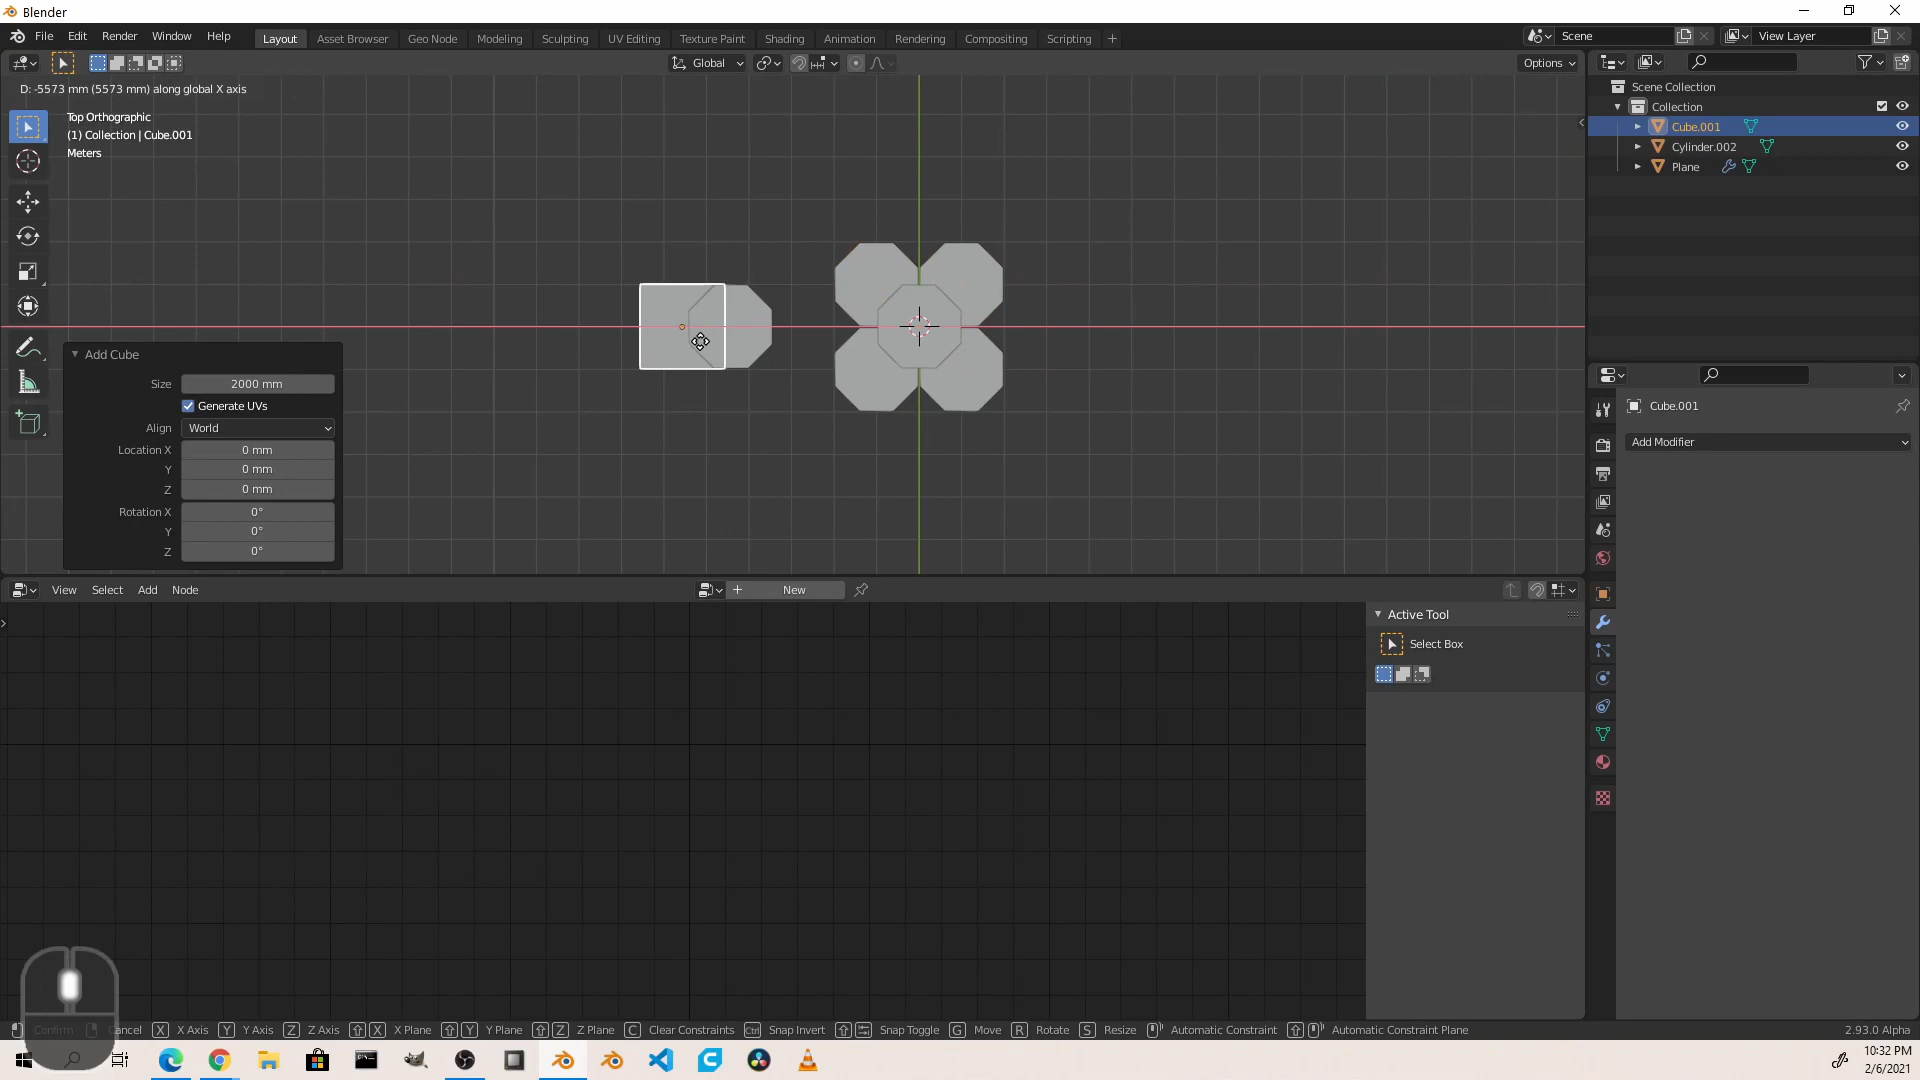 Blender
File Edit Render Window Help Layout Asset Browser Geo Node Modeling Sculpting UV Editing Texture Paint Shading Animation Rendering Compositing Scripting + Scene View Layer
Global Options
D: -5573 mm (5573 mm) along global X axis
Top Orthographic
(1) Collection | Cube.001
Meters
Scene Collection
Collection
Cube.001
Cylinder.002
Plane
Add Cube
Size 2000 mm
Generate UVs
Align World
Location X 0 mm
Y 0 mm
Z 0 mm
Rotation X 0°
Y 0°
Z 0°
Cube.001
Add Modifier
View Select Add Node + New
Active Tool
Select Box
Confirm Cancel X X Axis Y Y Axis Z Z Axis X X Plane Y Y Plane Z Z Plane C Clear Constraints Ctrl Snap Invert Snap Toggle G Move R Rotate S Resize Automatic Constraint Automatic Constraint Plane 2.93.0 Alpha
10:32 PM
2/6/2021